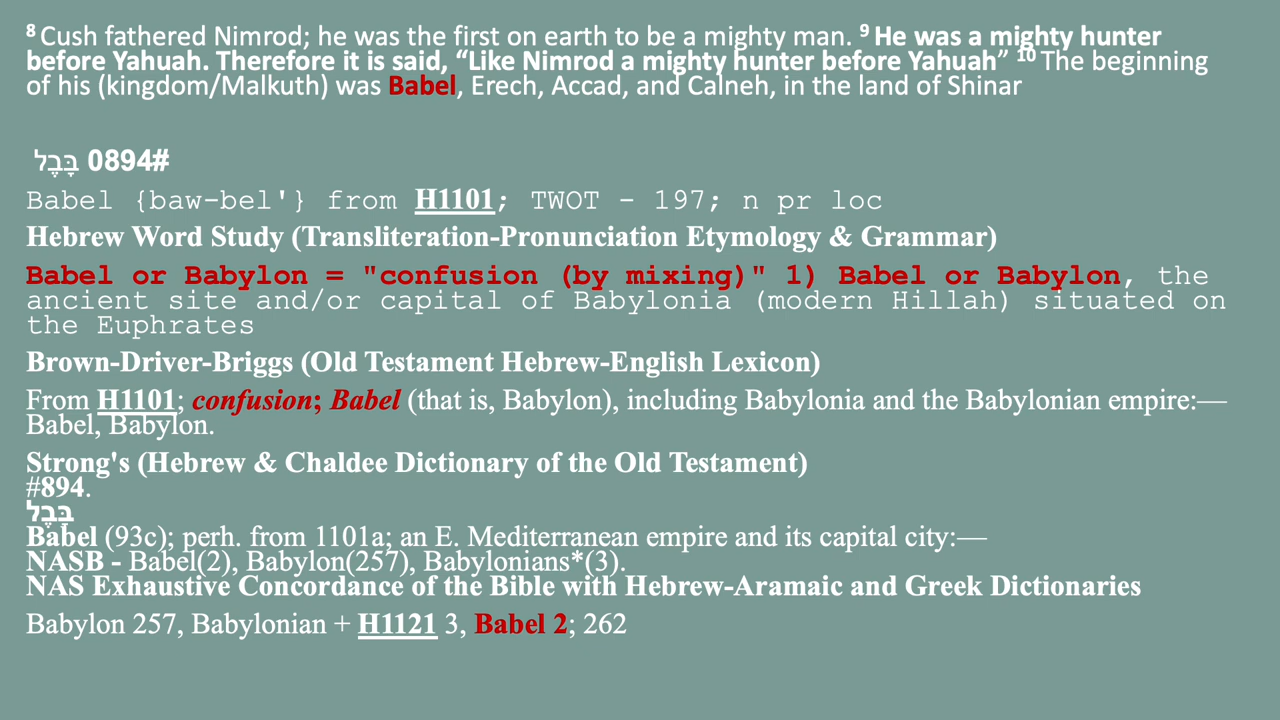 8 Cush fathered Nimrod; he was the first on earth to be a mighty man. 9 He was a mighty hunter
before Yahuah. Therefore it is said, “Like Nimrod a mighty hunter before Yahuah” 10 The beginning
of his (kingdom/Malkuth) was Babel, Erech, Accad, and Calneh, in the land of Shinar
בָּבֶל 0894#
Babel {baw-bel'} from H1101; TWOT - 197; n pr loc
Hebrew Word Study (Transliteration-Pronunciation Etymology & Grammar)
Babel or Babylon = "confusion (by mixing)" 1) Babel or Babylon, the
ancient site and/or capital of Babylonia (modern Hillah) situated on
the Euphrates
Brown-Driver-Briggs (Old Testament Hebrew-English Lexicon)
From H1101; confusion; Babel (that is, Babylon), including Babylonia and the Babylonian empire:—
Babel, Babylon.
Strong's (Hebrew & Chaldee Dictionary of the Old Testament)
#894.
בָּבֶל
Babel (93c); perh. from 1101a; an E. Mediterranean empire and its capital city:—
NASB - Babel(2), Babylon(257), Babylonians*(3).
NAS Exhaustive Concordance of the Bible with Hebrew-Aramaic and Greek Dictionaries
Babylon 257, Babylonian + H1121 3, Babel 2; 262